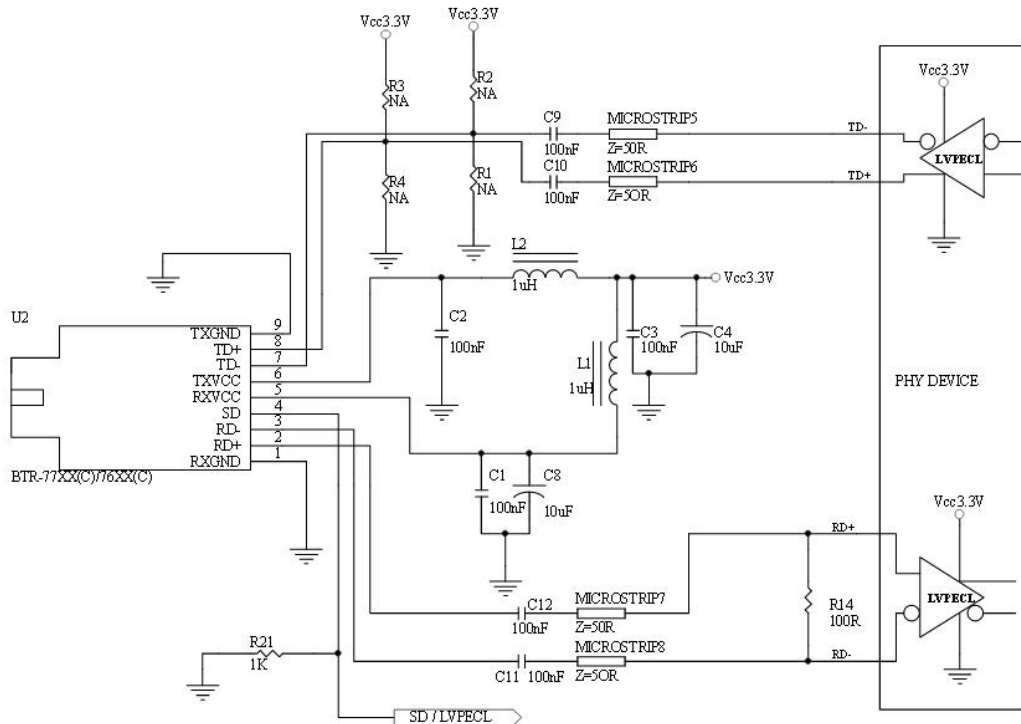 Vcc3.3V
Vcc3.3V
R3
NA
R2
NA
R4
NA
R1
NA
C9
100nF
MICROSTRIP5
Z=50R
C10
100nF
MICROSTRIP6
Z=5OR
TD-
TD+
Vcc3.3V
LVPECL
L2
1uH
Vcc3.3V
C2
100nF
C3
100nF
C4
10uF
L1
1uH
PHY DEVICE
U2
TXGND 9
TD+ 8
TD- 7
TXVCC 6
RXVCC 5
SD 4
RD- 3
RD+ 2
RXGND 1
BTR-77XX(C)/76XX(C)
C1
100nF
C8
10uF
Vcc3.3V
RD+
LVPECL
R14
100R
RD-
C12
100nF
MICROSTRIP7
Z=50R
MICROSTRIP8
Z=5OR
C11
100nF
R21
1K
SD / LVPECL